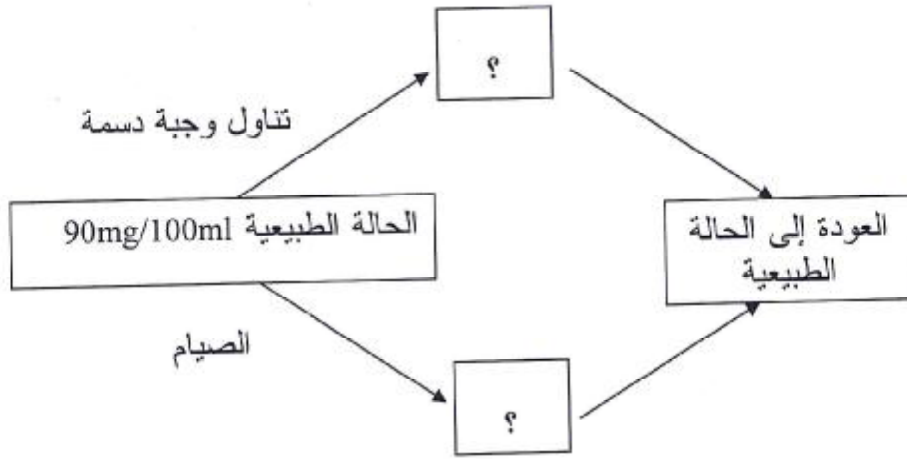 ؟
تناول وجبة دسمة
الحالة الطبيعية 90mg/100ml
العودة إلى الحالة
الطبيعية
الصيام
؟